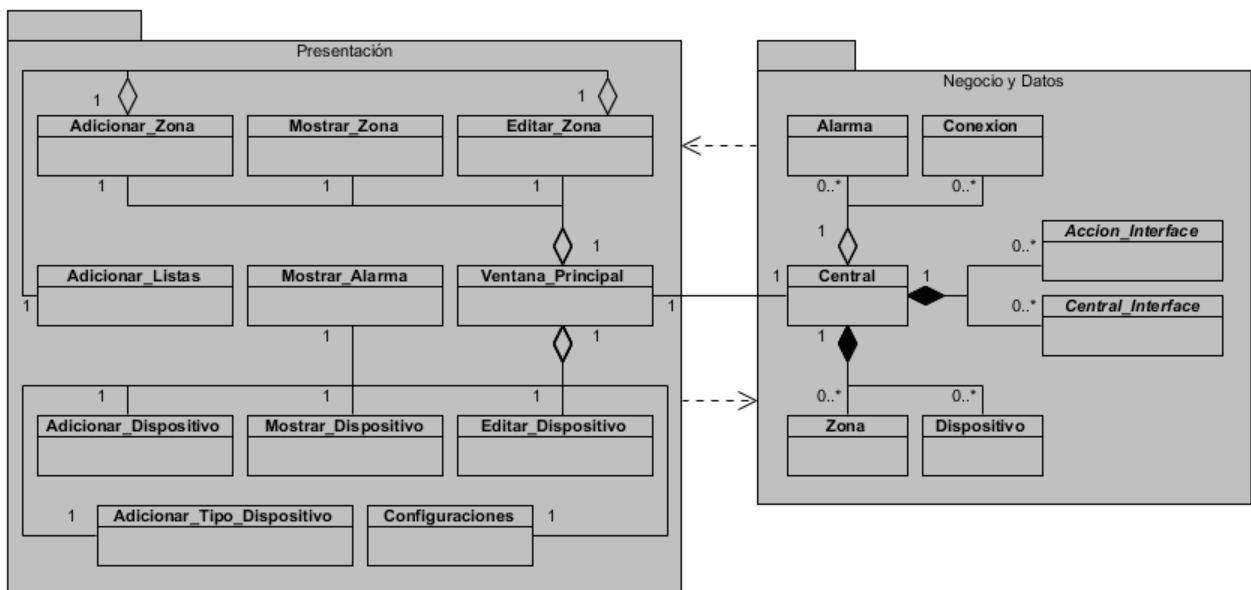 Presentación
1 1
Adicionar_Zona Mostrar_Zona Editar_Zona
1 1 1
1
Adicionar_Listas Mostrar_Alarma Ventana_Principal
1 1 1 1
1 1 1
Adicionar_Dispositivo Mostrar_Dispositivo Editar_Dispositivo
1 Adicionar_Tipo_Dispositivo Configuraciones 1
Negocio y Datos
Alarma Conexion
0..* 0..*
1
0..* Accion_Interface
1 Central 1
0..* Central_Interface
1
0..* 0..*
Zona Dispositivo